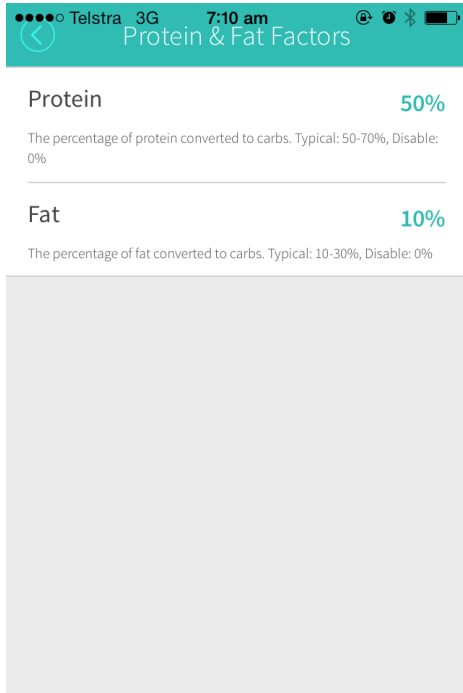 Telstra 3G 7:10 am
Protein & Fat Factors
Protein
50%
The percentage of protein converted to carbs. Typical: 50-70%, Disable:
0%
Fat
10%
The percentage of fat converted to carbs. Typical: 10-30%, Disable: 0%